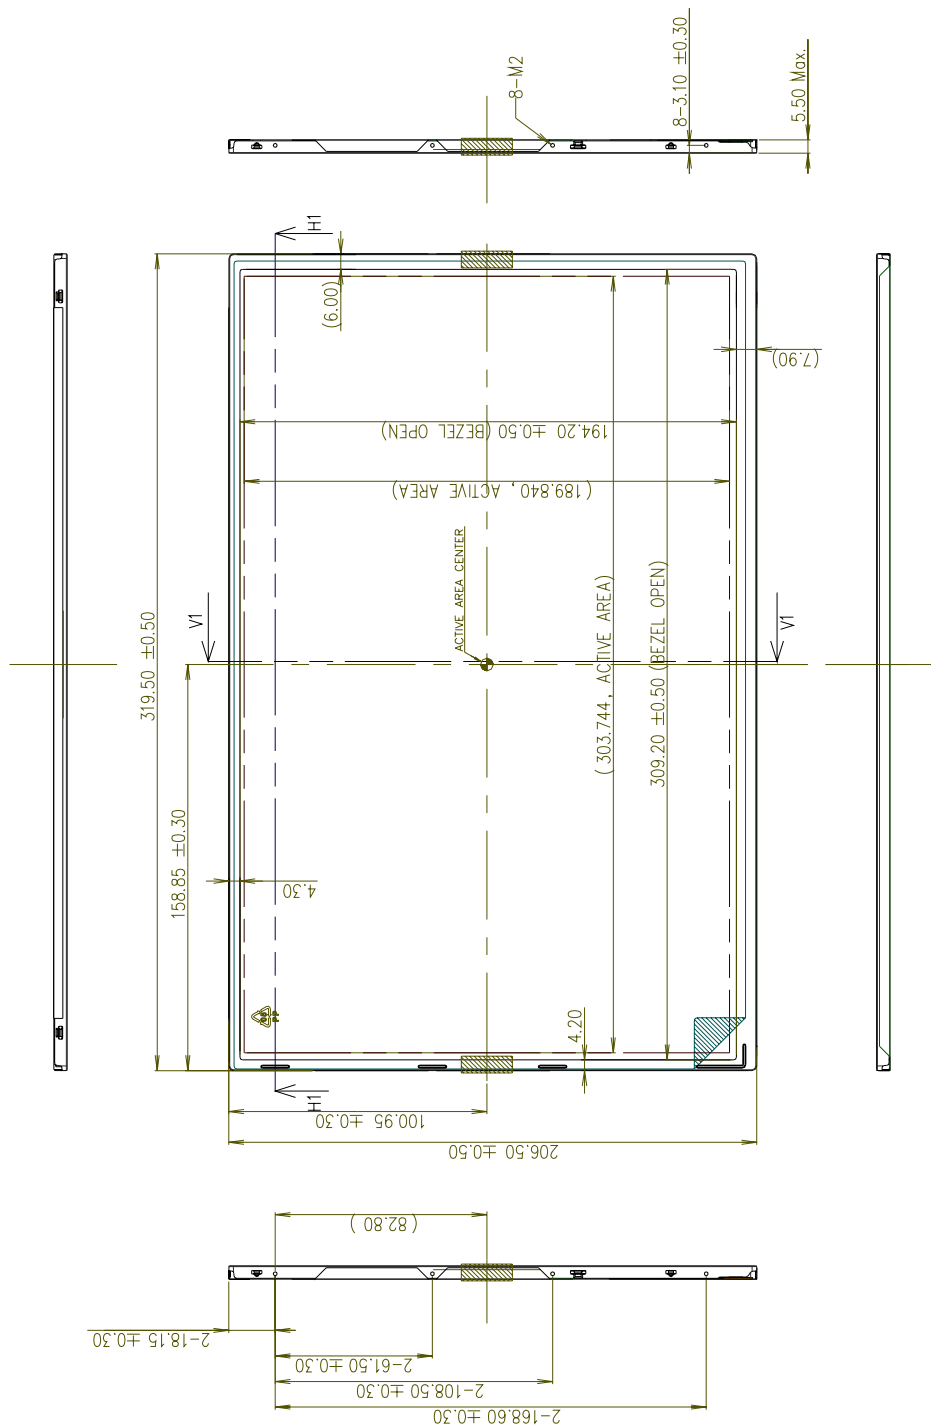 8-M2
8-3.10 ±0.30
5.50 Max.
H1
(6.00)
(7.90)
194.20 ±0.50 (BEZEL OPEN)
(189.840, ACTIVE AREA)
ACTIVE AREA CENTER
V1
V1
319.50 ±0.50
(303.744, ACTIVE AREA)
309.20 ±0.50 (BEZEL OPEN)
158.85 ±0.30
4.30
PP
4.20
H1
100.95 ±0.30
206.50 ±0.50
(82.80)
2-18.15 ±0.30
2-61.50 ±0.30
2-108.50 ±0.30
2-168.60 ±0.30